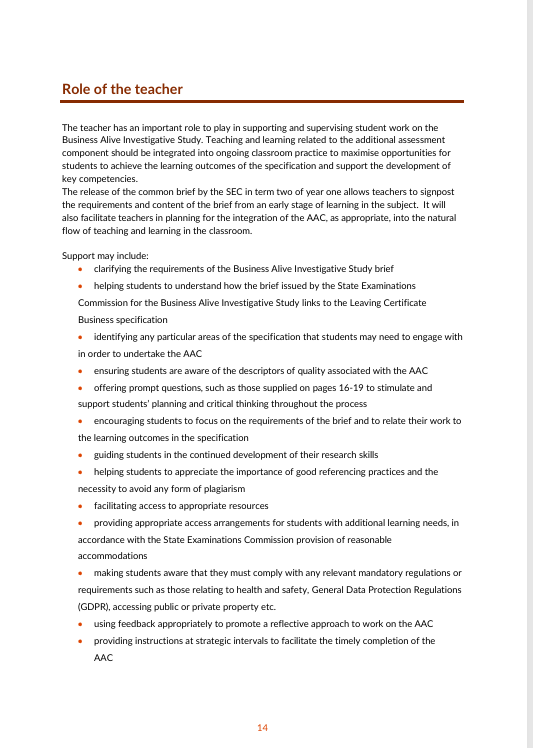 Role of the teacher
The teacher has an important role to play in supporting and supervising student work on the
Business Alive Investigative Study. Teaching and learning related to the additional assessment
component should be integrated into ongoing classroom practice to maximise opportunities for
students to achieve the learning outcomes of the specification and support the development of
key competencies.
The release of the common brief by the SEC in term two of year one allows teachers to signpost
the requirements and content of the brief from an early stage of learning in the subject. It will
also facilitate teachers in planning for the integration of the AAC, as appropriate, into the natural
flow of teaching and learning in the classroom.
Support may include:
• clarifying the requirements of the Business Alive Investigative Study brief
• helping students to understand how the brief issued by the State Examinations
Commission for the Business Alive Investigative Study links to the Leaving Certificate
Business specification
• identifying any particular areas of the specification that students may need to engage with
in order to undertake the AAC
• ensuring students are aware of the descriptors of quality associated with the AAC
• offering prompt questions, such as those supplied on pages 16-19 to stimulate and
support students' planning and critical thinking throughout the process
• encouraging students to focus on the requirements of the brief and to relate their work to
the learning outcomes in the specification
• guiding students in the continued development of their research skills
• helping students to appreciate the importance of good referencing practices and the
necessity to avoid any form of plagiarism
• facilitating access to appropriate resources
• providing appropriate access arrangements for students with additional learning needs, in
accordance with the State Examinations Commission provision of reasonable
accommodations
• making students aware that they must comply with any relevant mandatory regulations or
requirements such as those relating to health and safety, General Data Protection Regulations
(GDPR), accessing public or private property etc.
• using feedback appropriately to promote a reflective approach to work on the AAC
• providing instructions at strategic intervals to facilitate the timely completion of the
AAC
14